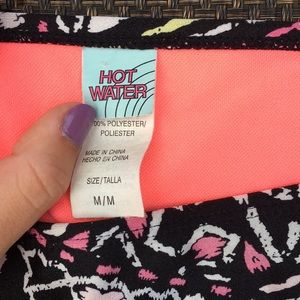 HOT
WATER
100% POLYESTER/
POLIESTER
MADE IN CHINA
HECHO EN CHINA
SIZE/TALLA
M/M